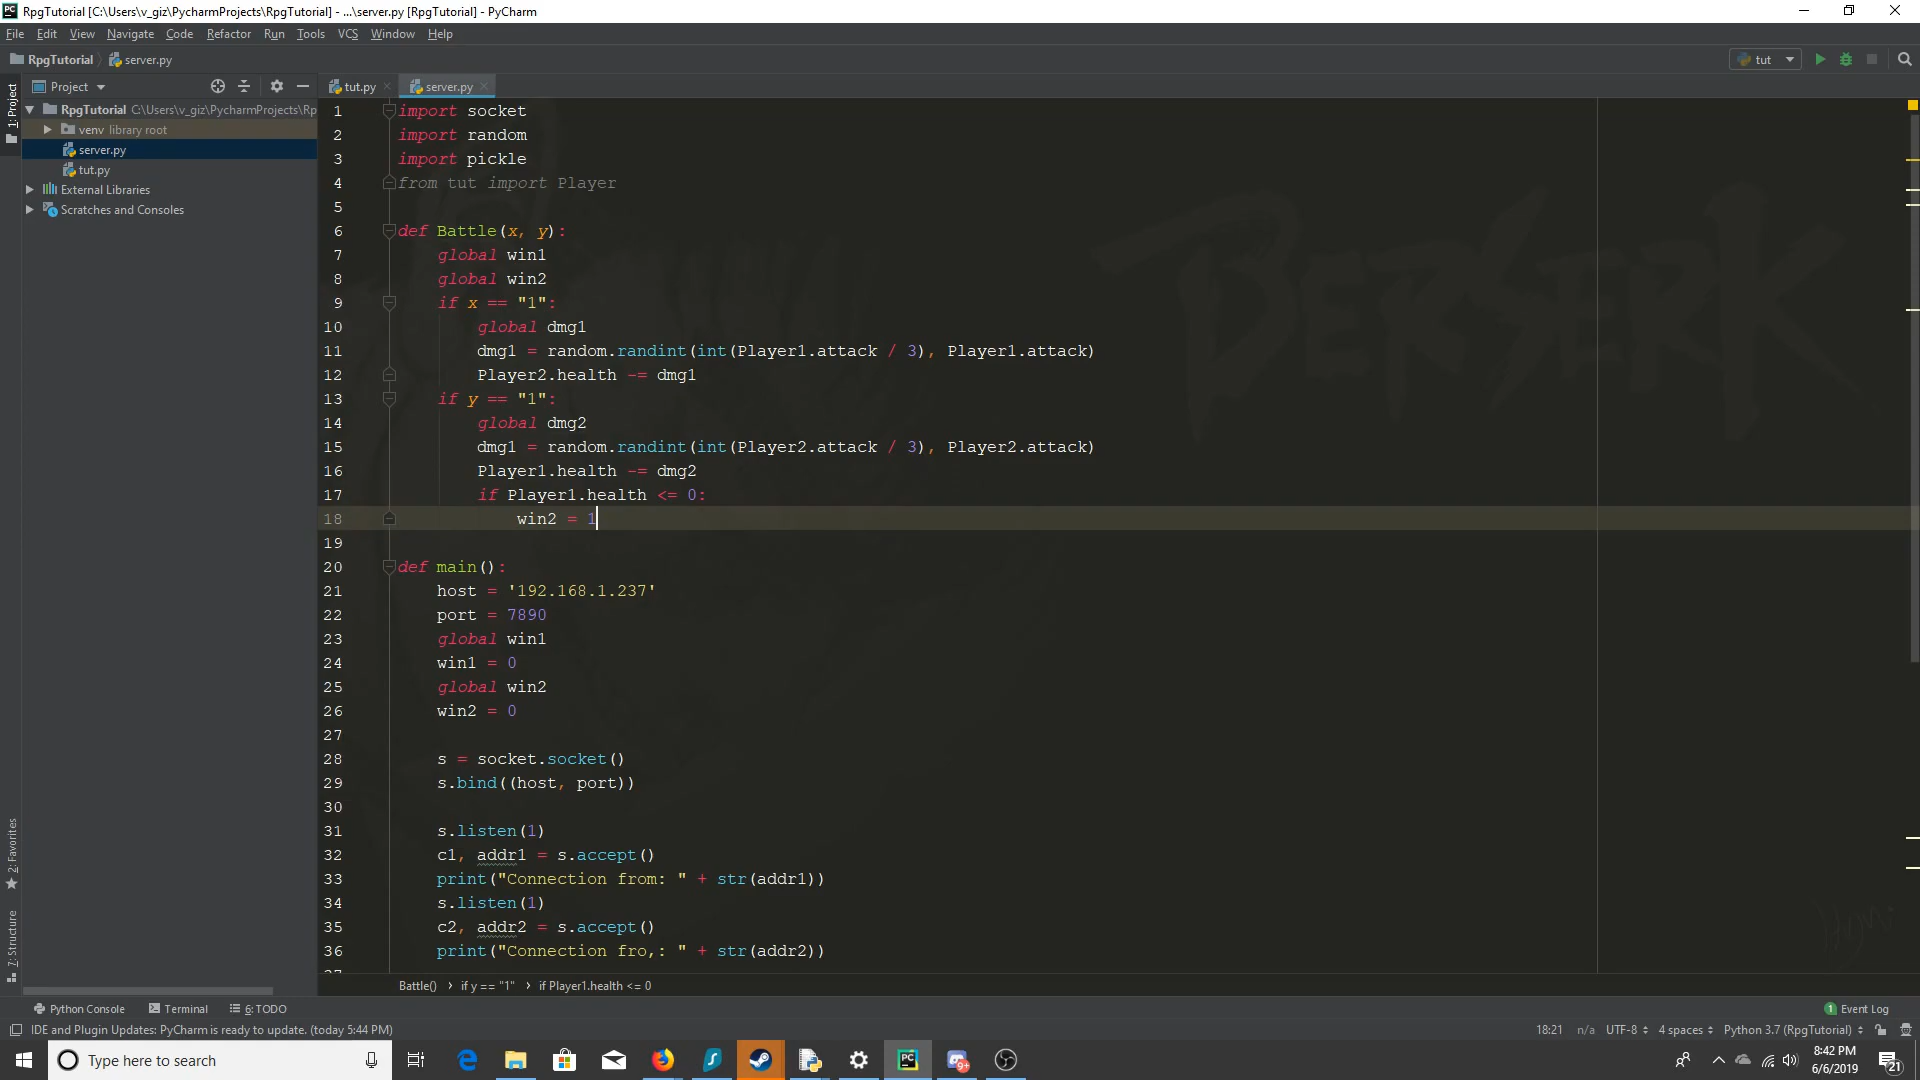 RpgTutorial [C:\Users\v_giz\PycharmProjects\RpgTutorial] - ...\server.py [RpgTutorial] - PyCharm
File Edit View Navigate Code Refactor Run Tools VCS Window Help
RpgTutorial server.py tut
Project tut.py server.py
1: Project
RpgTutorial C:\Users\v_giz\PycharmProjects\Rp
venv library root
server.py
tut.py
External Libraries
Scratches and Consoles
1 import socket
2 import random
3 import pickle
4 from tut import Player
5
6 def Battle(x, y):
7 global win1
8 global win2
9 if x == "1":
10 global dmg1
11 dmg1 = random.randint(int(Player1.attack / 3), Player1.attack)
12 Player2.health -= dmg1
13 if y == "1":
14 global dmg2
15 dmg1 = random.randint(int(Player2.attack / 3), Player2.attack)
16 Player1.health -= dmg2
17 if Player1.health <= 0:
18 win2 = 1
19
20 def main():
21 host = '192.168.1.237'
22 port = 7890
23 global win1
24 win1 = 0
25 global win2
26 win2 = 0
27
28 s = socket.socket()
29 s.bind((host, port))
30
31 s.listen(1)
32 c1, addr1 = s.accept()
33 print("Connection from: " + str(addr1))
34 s.listen(1)
35 c2, addr2 = s.accept()
36 print("Connection fro,: " + str(addr2))
BERSERK
2: Favorites
7: Structure
Battle() › if y == "1" › if Player1.health <= 0
Python Console Terminal 6: TODO 1 Event Log
IDE and Plugin Updates: PyCharm is ready to update. (today 5:44 PM) 18:21 n/a UTF-8 4 spaces Python 3.7 (RpgTutorial)
Type here to search
8:42 PM
6/6/2019
21